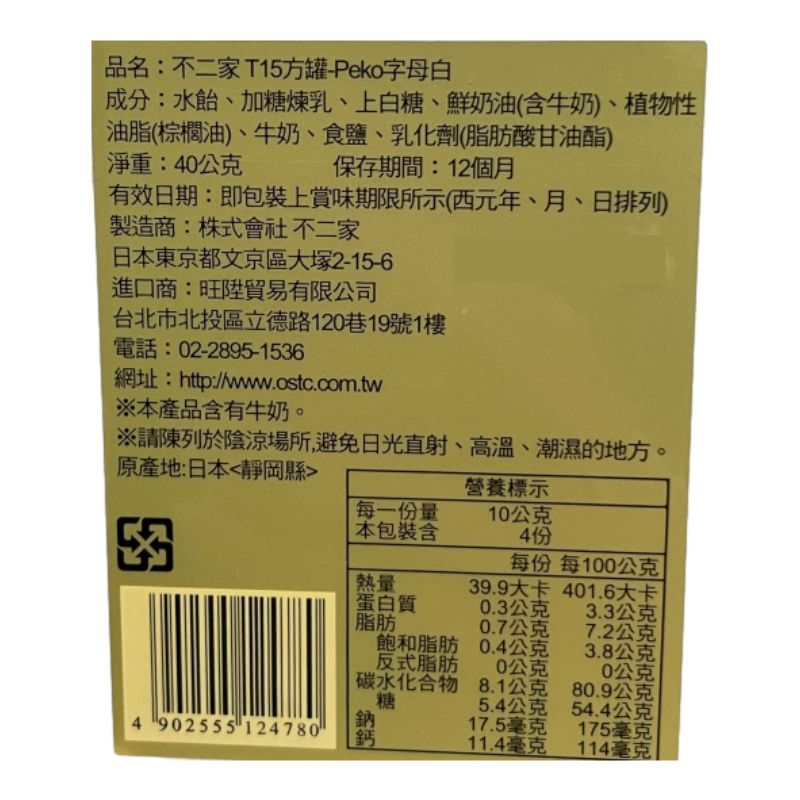 品名：不二家 T15方罐-Peko字母白
成分：水飴、加糖煉乳、上白糖、鮮奶油(含牛奶)、植物性
油脂(棕櫚油)、牛奶、食鹽、乳化劑(脂肪酸甘油酯)
淨重：40公克 保存期間：12個月
有效日期：即包裝上賞味期限所示(西元年、月、日排列)
製造商：株式會社 不二家
日本東京都文京區大塚2-15-6
進口商：旺陞貿易有限公司
台北市北投區立德路120巷19號1樓
電話：02-2895-1536
網址：http://www.ostc.com.tw
※本產品含有牛奶。
※請陳列於陰涼場所,避免日光直射、高溫、潮濕的地方。
原產地:日本<靜岡縣>
營養標示
每一份量 10公克
本包裝含 4份
每份 每100公克
熱量 39.9大卡 401.6大卡
蛋白質 0.3公克 3.3公克
脂肪 0.7公克 7.2公克
飽和脂肪 0.4公克 3.8公克
反式脂肪 0公克 0公克
碳水化合物 8.1公克 80.9公克
糖 5.4公克 54.4公克
鈉 17.5毫克 175毫克
鈣 11.4毫克 114毫克
4 902555 124780